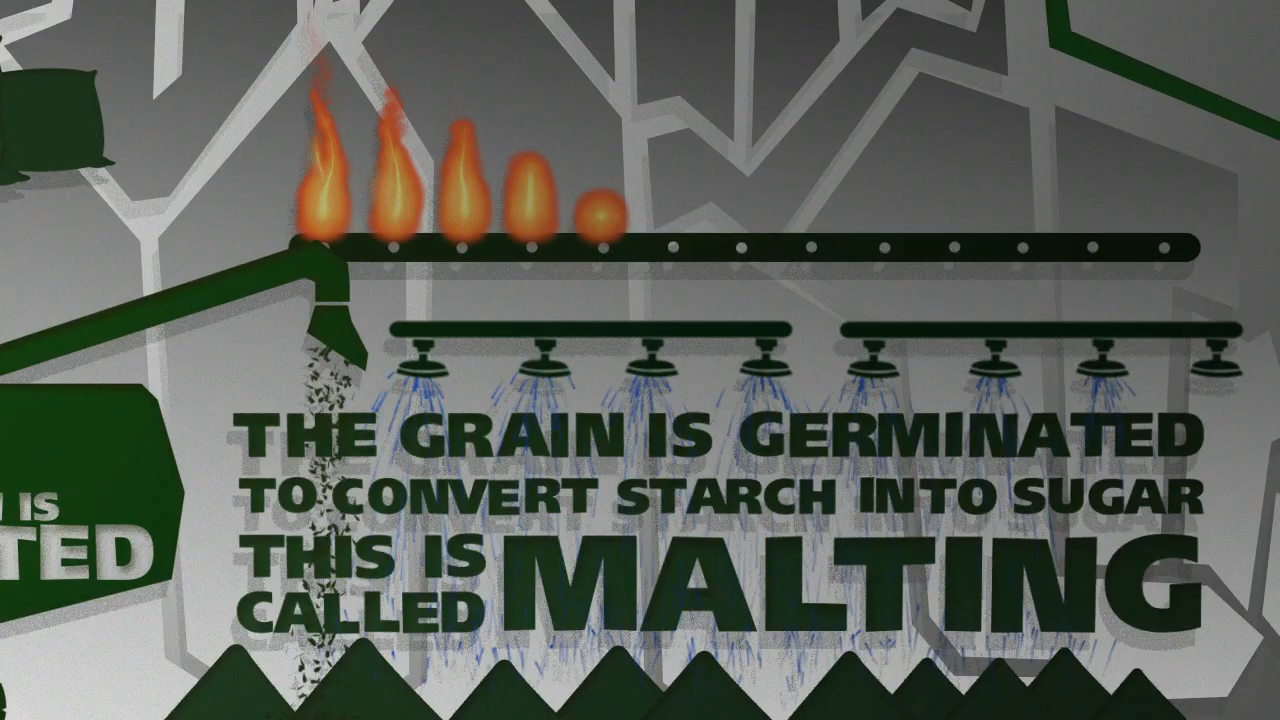 IS
TED
THE GRAIN IS GERMINATED
TO CONVERT STARCH INTO SUGAR
THIS IS
CALLED MALTING